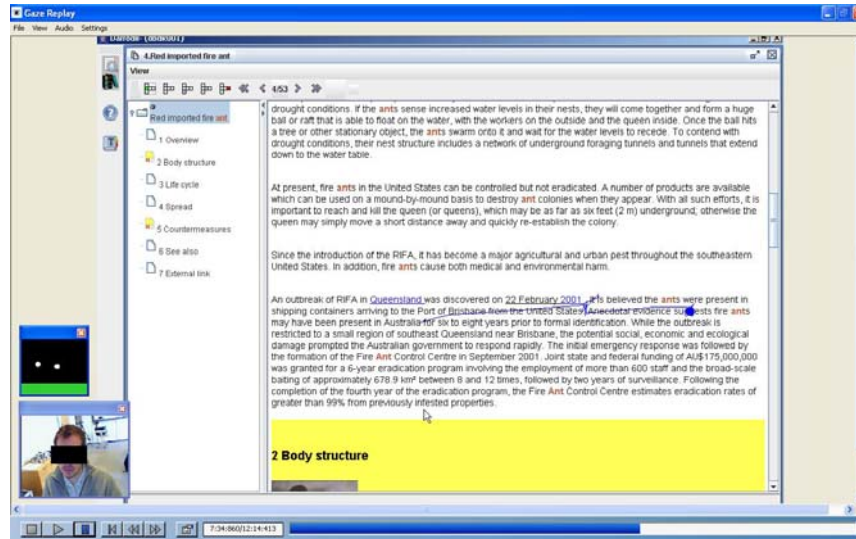 Gaze Replay
File View Audio Settings
4.Red imported fire ant
View
4/53
Red imported fire ant
1 Overview
2 Body structure
3 Life cycle
4 Spread
5 Countermeasures
6 See also
7 External link
drought conditions. If the ants sense increased water levels in their nests, they will come together and form a huge
ball or raft that is able to float on the water, with the workers on the outside and the queen inside. Once the ball hits
a tree or other stationary object, the ants swarm onto it and wait for the water levels to recede. To contend with
drought conditions, their nest structure includes a network of underground foraging tunnels and tunnels that extend
down to the water table.
At present, fire ants in the United States can be controlled but not eradicated. A number of products are available
which can be used on a mound-by-mound basis to destroy ant colonies when they appear. With all such efforts, it is
important to reach and kill the queen (or queens), which may be as far as six feet (2 m) underground; otherwise the
queen may simply move a short distance away and quickly re-establish the colony.
Since the introduction of the RIFA, it has become a major agricultural and urban pest throughout the southeastern
United States. In addition, fire ants cause both medical and environmental harm.
An outbreak of RIFA in Queensland was discovered on 22 February 2001. It is believed the ants were present in
shipping containers arriving to the Port of Brisbane from the United States. Anecdotal evidence suggests fire ants
may have been present in Australia for six to eight years prior to formal identification. While the outbreak is
restricted to a small region of southeast Queensland near Brisbane, the potential social, economic and ecological
damage prompted the Australian government to respond rapidly. The initial emergency response was followed by
the formation of the Fire Ant Control Centre in September 2001. Joint state and federal funding of AU$175,000,000
was granted for a 6-year eradication program involving the employment of more than 600 staff and the broad-scale
baiting of approximately 678.9 km² between 8 and 12 times, followed by two years of surveillance. Following the
completion of the fourth year of the eradication program, the Fire Ant Control Centre estimates eradication rates of
greater than 99% from previously infested properties.
2 Body structure
7:34:860/12:14:413